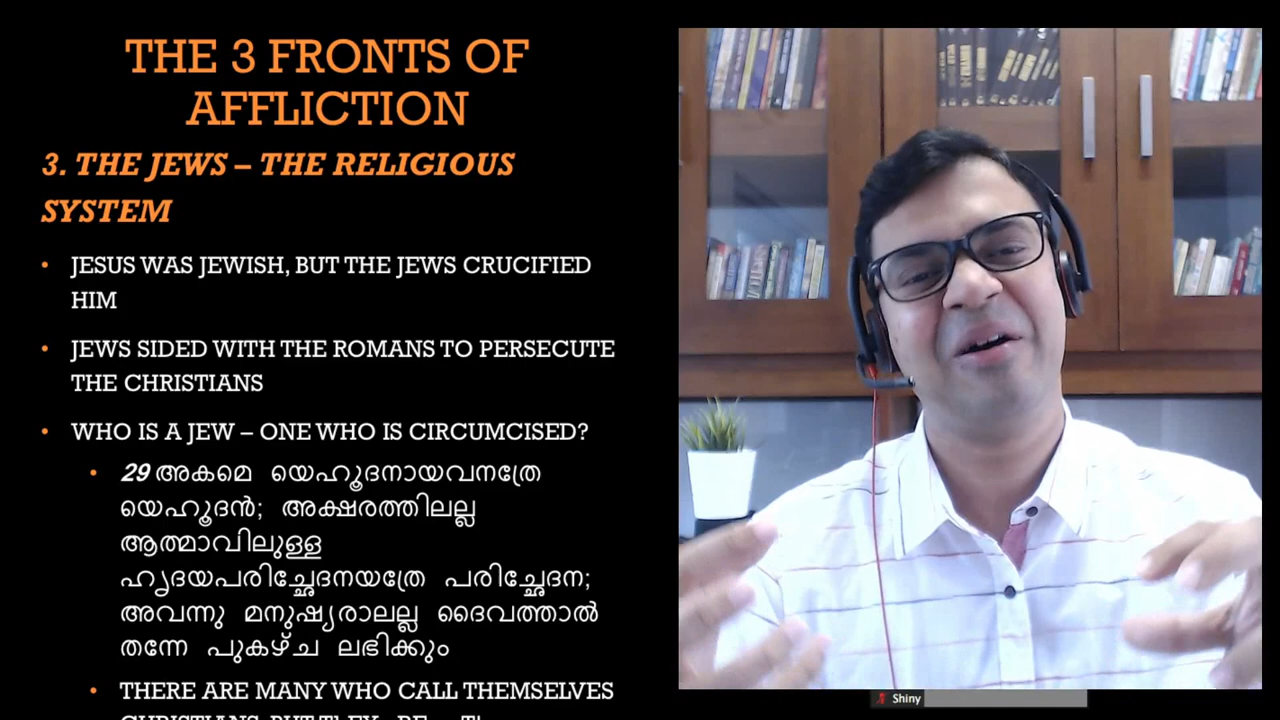 THE 3 FRONTS OF
AFFLICTION
3. THE JEWS – THE RELIGIOUS
SYSTEM
• JESUS WAS JEWISH, BUT THE JEWS CRUCIFIED
HIM
• JEWS SIDED WITH THE ROMANS TO PERSECUTE
THE CHRISTIANS
• WHO IS A JEW – ONE WHO IS CIRCUMCISED?
• 29 അകമെ യെഹൂദനായവനത്രേ
യെഹൂദൻ; അക്ഷരത്തിലല്ല
ആത്മാവിലുള്ള
ഹൃദയപരിച്ഛേദനയത്രേ പരിച്ഛേദന;
അവന്നു മനുഷ്യരാലല്ല ദൈവത്താൽ
തന്നേ പുകഴ്ച ലഭിക്കും
• THERE ARE MANY WHO CALL THEMSELVES
CHRISTIANS, BUT THEY
Shiny